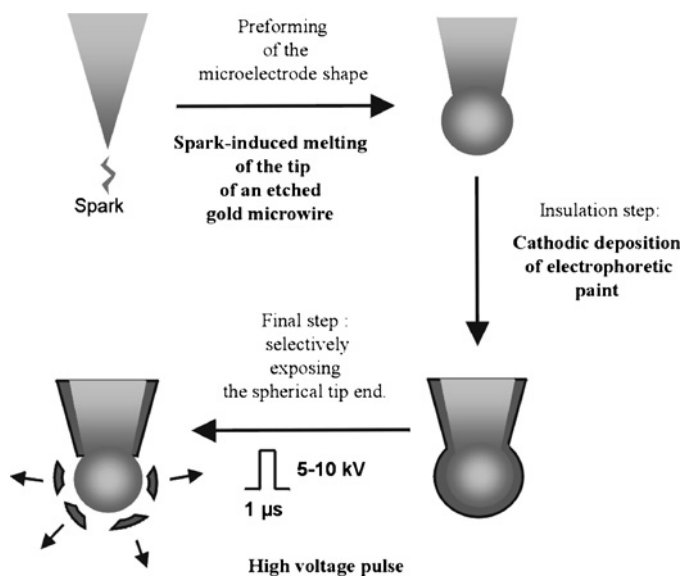 Preforming
of the
microelectrode shape
Spark-induced melting
of the tip
of an etched
gold microwire
Spark
Insulation step:
Cathodic deposition
of electrophoretic
paint
Final step :
selectively
exposing
the spherical tip end.
5-10 kV
1 µs
High voltage pulse